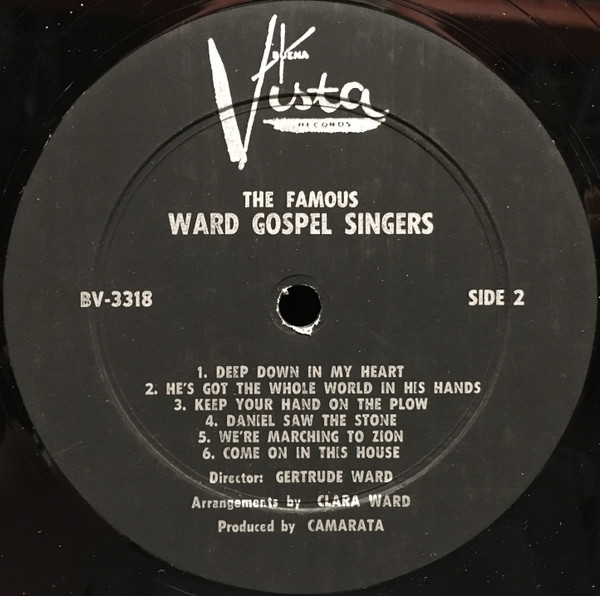 BUENA
Vista
RECORDS
THE FAMOUS
WARD GOSPEL SINGERS
BV-3318
SIDE 2
1. DEEP DOWN IN MY HEART
2. HE'S GOT THE WHOLE WORLD IN HIS HANDS
3. KEEP YOUR HAND ON THE PLOW
4. DANIEL SAW THE STONE
5. WE'RE MARCHING TO ZION
6. COME ON IN THIS HOUSE
Director: GERTRUDE WARD
Arrangements by CLARA WARD
Produced by CAMARATA